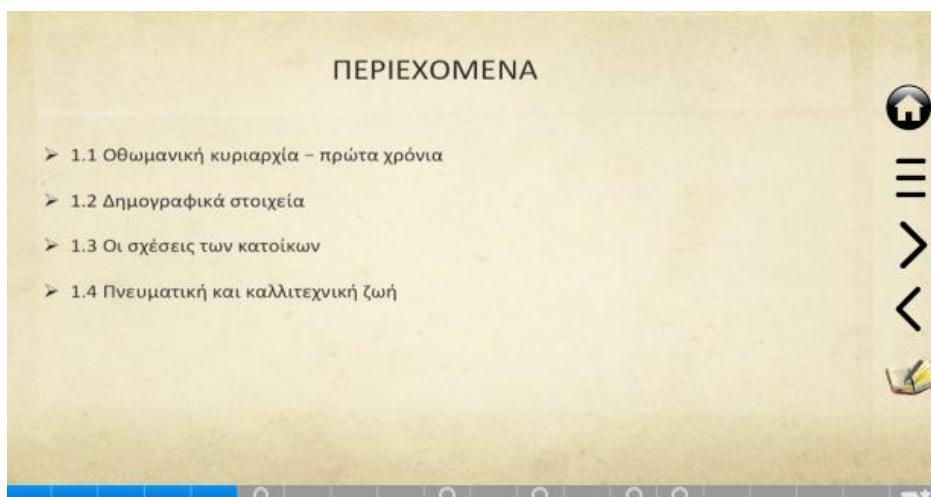 ΠΕΡΙΕΧΟΜΕΝΑ
➢ 1.1 Οθωμανική κυριαρχία – πρώτα χρόνια
➢ 1.2 Δημογραφικά στοιχεία
➢ 1.3 Οι σχέσεις των κατοίκων
➢ 1.4 Πνευματική και καλλιτεχνική ζωή